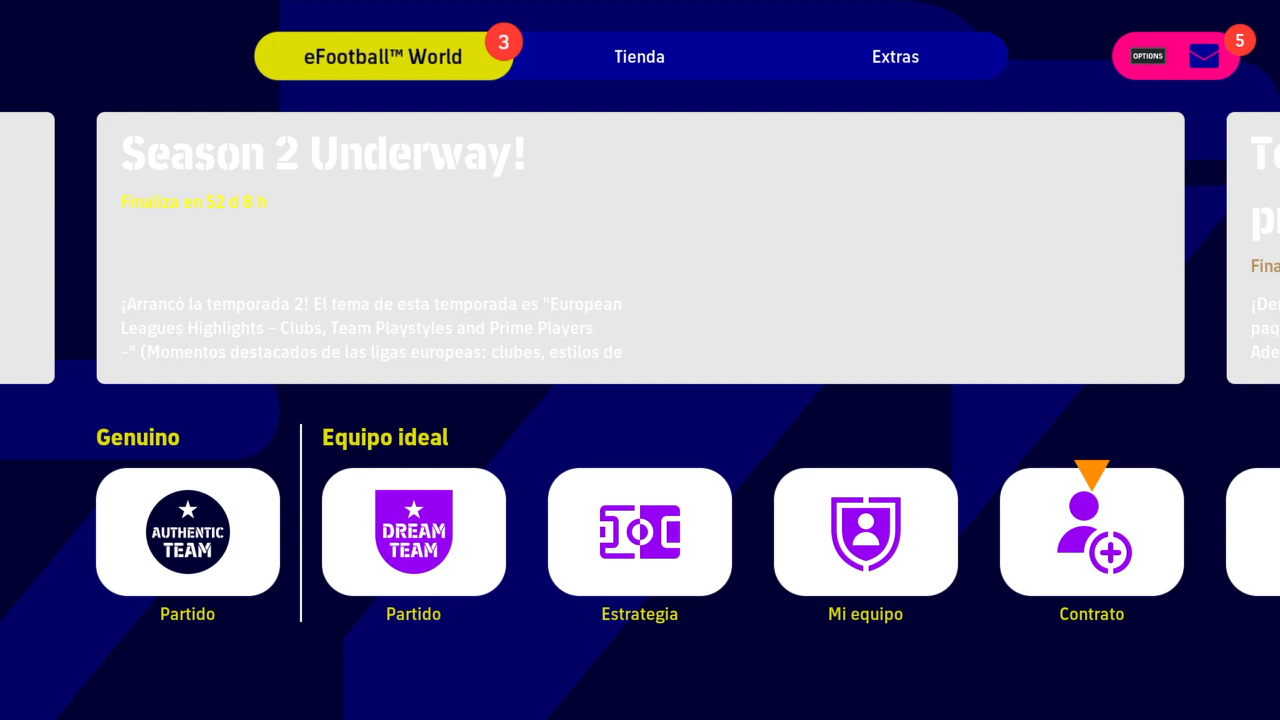 eFootball™ World
3
Tienda
Extras
OPTIONS
5
Season 2 Underway!
Finaliza en 52 d 8 h
¡Arrancó la temporada 2! El tema de esta temporada es "European
Leagues Highlights - Clubs, Team Playstyles and Prime Players
-" (Momentos destacados de las ligas europeas: clubes, estilos de
Genuino
Equipo ideal
AUTHENTIC
TEAM
DREAM
TEAM
Partido
Partido
Estrategia
Mi equipo
Contrato